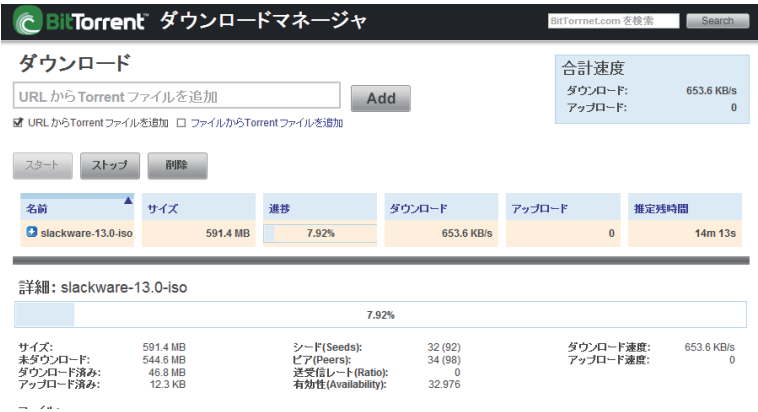 BitTorrent™ ダウンロードマネージャ
BitTorrnet.com を検索 Search
ダウンロード
URL から Torrent ファイルを追加 Add
URL からTorrent ファイルを追加 ファイルからTorrent ファイルを追加
合計速度
ダウンロード: 653.6 KB/s
アップロード: 0
スタート ストップ 削除
名前 サイズ 進捗 ダウンロード アップロード 推定残時間
slackware-13.0-iso 591.4 MB 7.92% 653.6 KB/s 0 14m 13s
詳細: slackware-13.0-iso
7.92%
サイズ: 591.4 MB シード(Seeds): 32 (92) ダウンロード速度: 653.6 KB/s
未ダウンロード: 544.6 MB ピア(Peers): 34 (98) アップロード速度: 0
ダウンロード済み: 46.8 MB 送受信レート(Ratio): 0
アップロード済み: 12.3 KB 有効性(Availability): 32.976